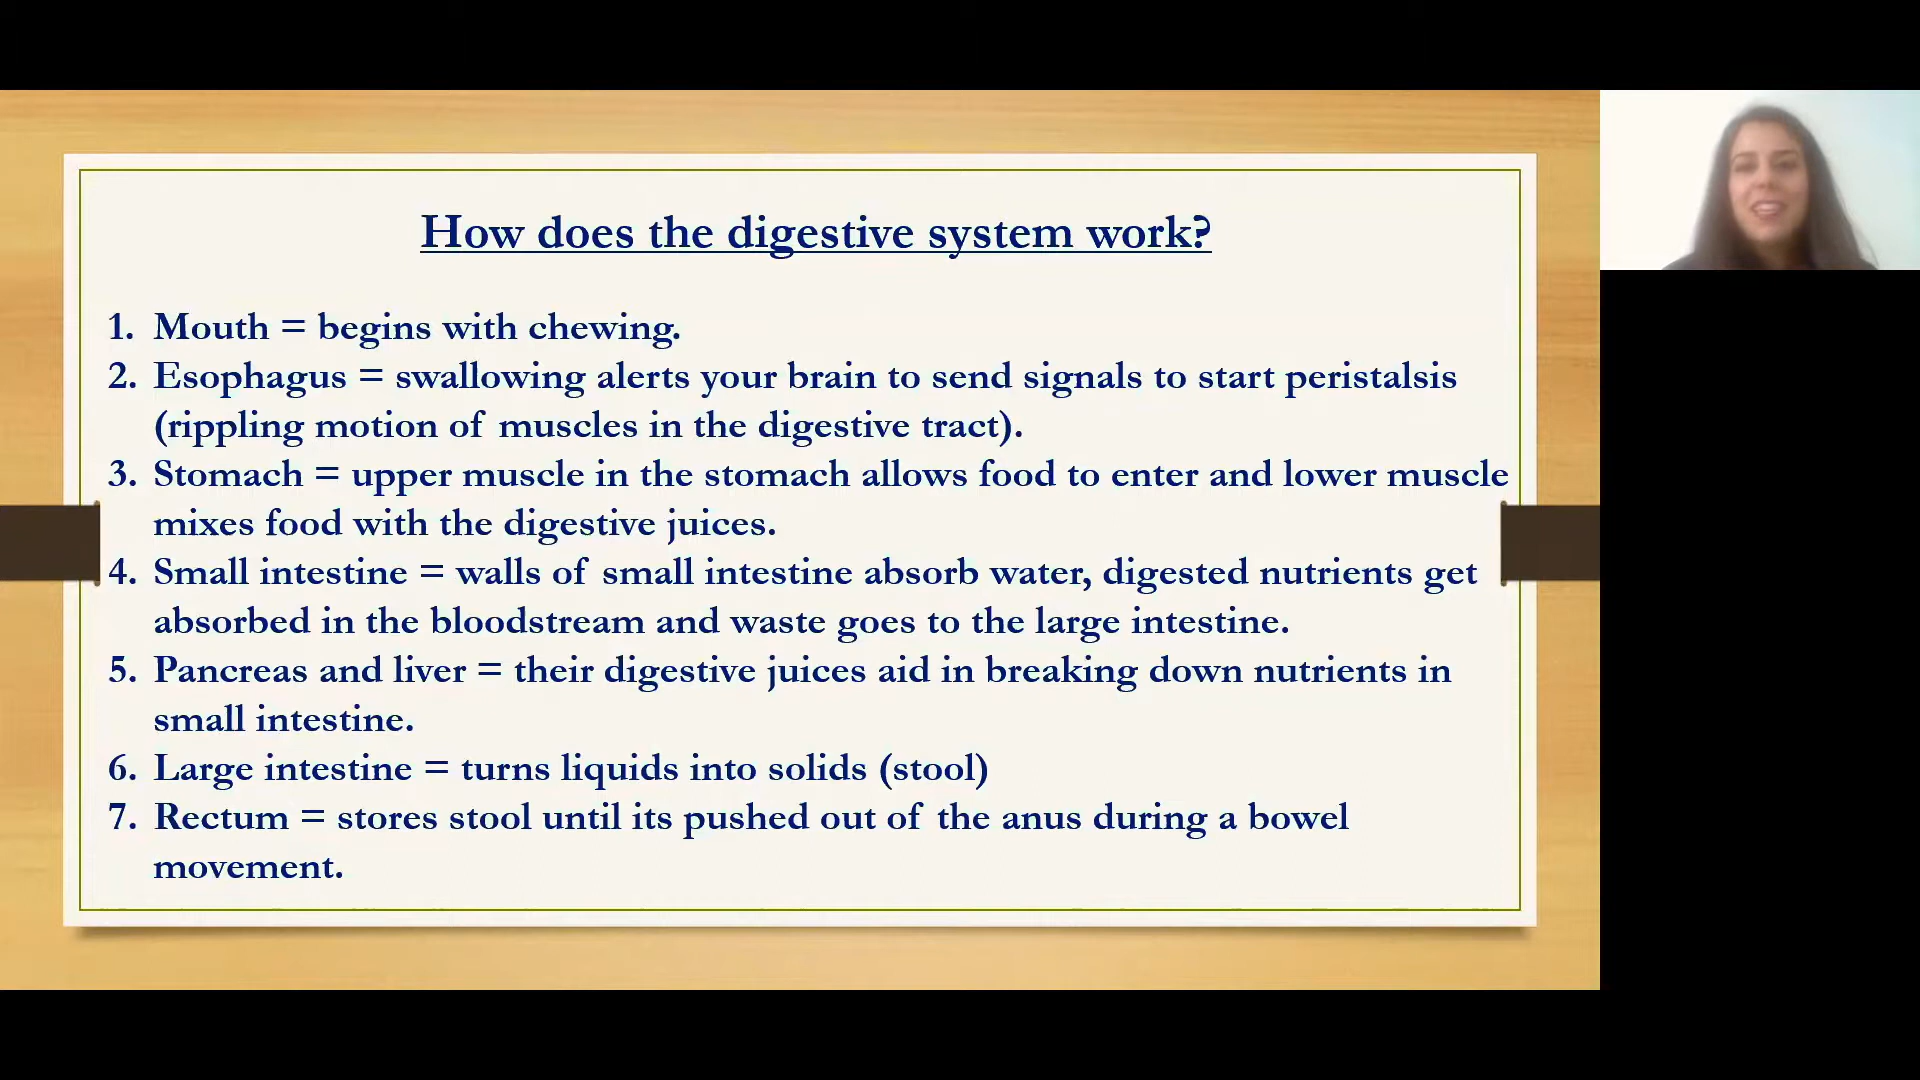 How does the digestive system work?
1. Mouth = begins with chewing.
2. Esophagus = swallowing alerts your brain to send signals to start peristalsis
(rippling motion of muscles in the digestive tract).
3. Stomach = upper muscle in the stomach allows food to enter and lower muscle
mixes food with the digestive juices.
4. Small intestine = walls of small intestine absorb water, digested nutrients get
absorbed in the bloodstream and waste goes to the large intestine.
5. Pancreas and liver = their digestive juices aid in breaking down nutrients in
small intestine.
6. Large intestine = turns liquids into solids (stool)
7. Rectum = stores stool until its pushed out of the anus during a bowel
movement.